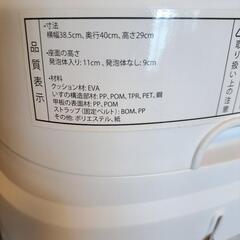 品質表示
・寸法
横幅38.5cm, 奥行40cm, 高さ29cm
・座面の高さ
発泡体入り：11cm , 発泡体なし：9cm
・材料
クッション材: EVA
いすの構造部材: PP, POM, TPR, PET, 鋼
甲板の表面材: PP, POM
ストラップ（固定ベルト）: BOM, PP
その他: ポリエステル, 紙
取り扱い上の注